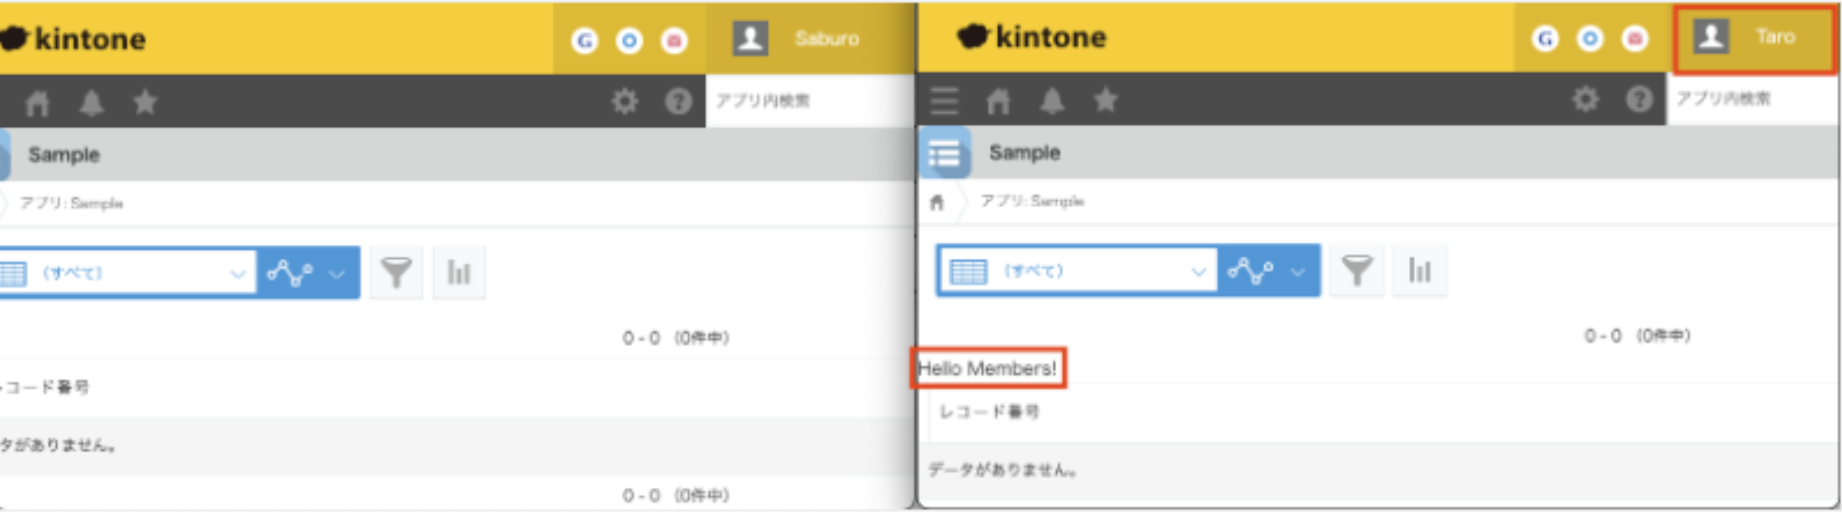 kintone
G
Saburo
アプリ内検索
Sample
アプリ: Sample
(すべて)
0 - 0 (0件中)
レコード番号
タがありません。
0 - 0 (0件中)
kintone
G
Taro
アプリ内検索
Sample
アプリ: Sample
(すべて)
0 - 0 (0件中)
Hello Members!
レコード番号
データがありません。